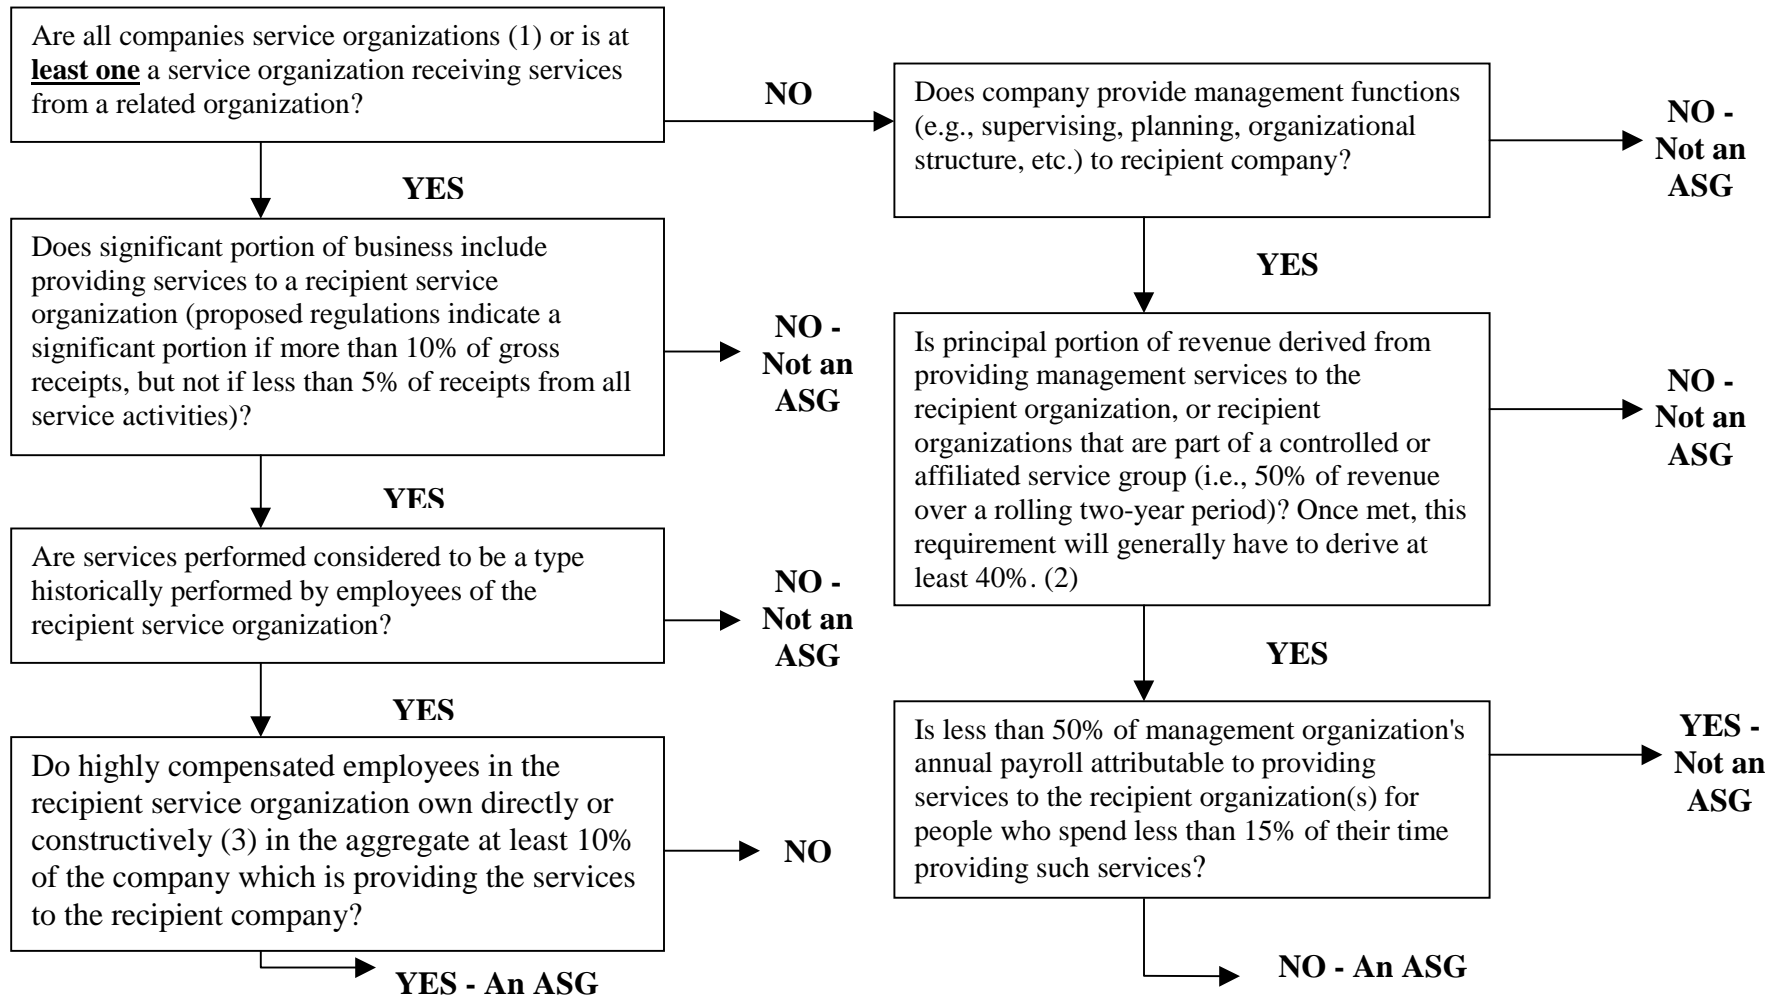 Are all companies service organizations (1) or is at
least one a service organization receiving services
from a related organization?
NO
Does company provide management functions
(e.g., supervising, planning, organizational
structure, etc.) to recipient company?
NO -
Not an
ASG
YES
Does significant portion of business include
providing services to a recipient service
organization (proposed regulations indicate a
significant portion if more than 10% of gross
receipts, but not if less than 5% of receipts from all
service activities)?
NO -
Not an
ASG
YES
Is principal portion of revenue derived from
providing management services to the
recipient organization, or recipient
organizations that are part of a controlled or
affiliated service group (i.e., 50% of revenue
over a rolling two-year period)? Once met, this
requirement will generally have to derive at
least 40%. (2)
NO -
Not an
ASG
YES
Are services performed considered to be a type
historically performed by employees of the
recipient service organization?
NO -
Not an
ASG
YES
YES
Do highly compensated employees in the
recipient service organization own directly or
constructively (3) in the aggregate at least 10%
of the company which is providing the services
to the recipient company?
NO
YES - An ASG
Is less than 50% of management organization's
annual payroll attributable to providing
services to the recipient organization(s) for
people who spend less than 15% of their time
providing such services?
YES -
Not an
ASG
NO - An ASG